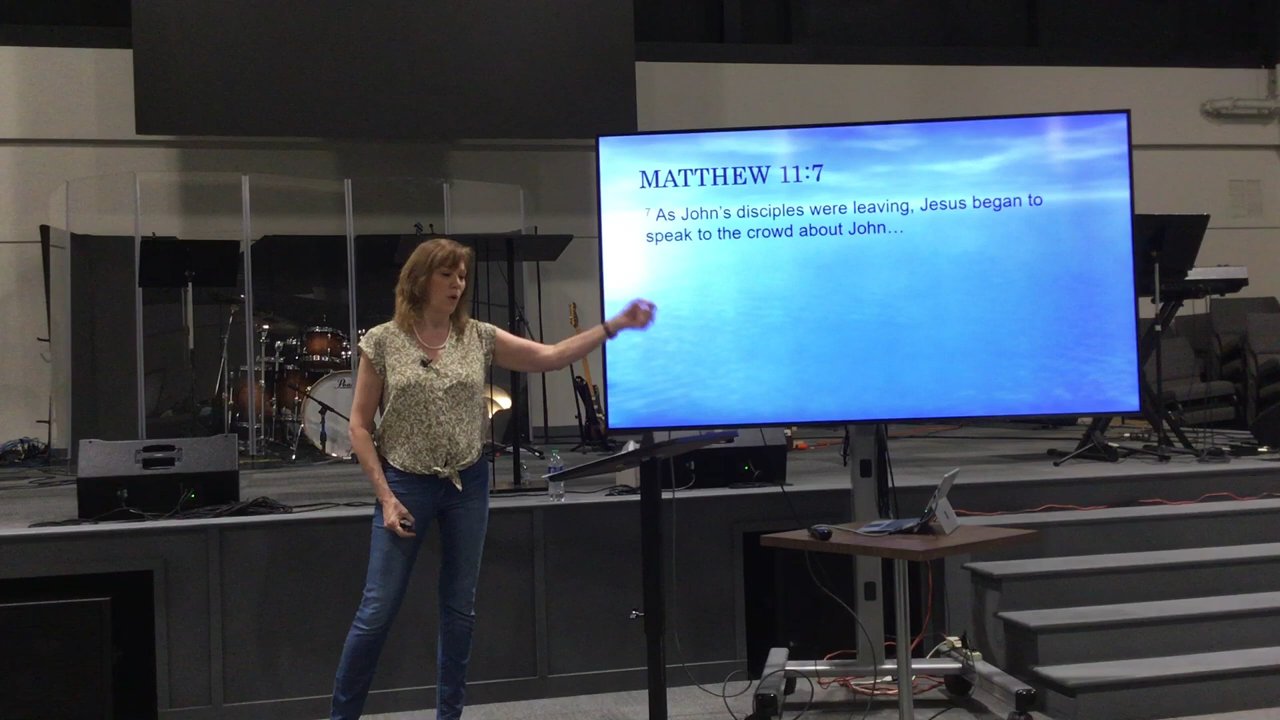 MATTHEW 11:7
7 As John's disciples were leaving, Jesus began to
speak to the crowd about John…